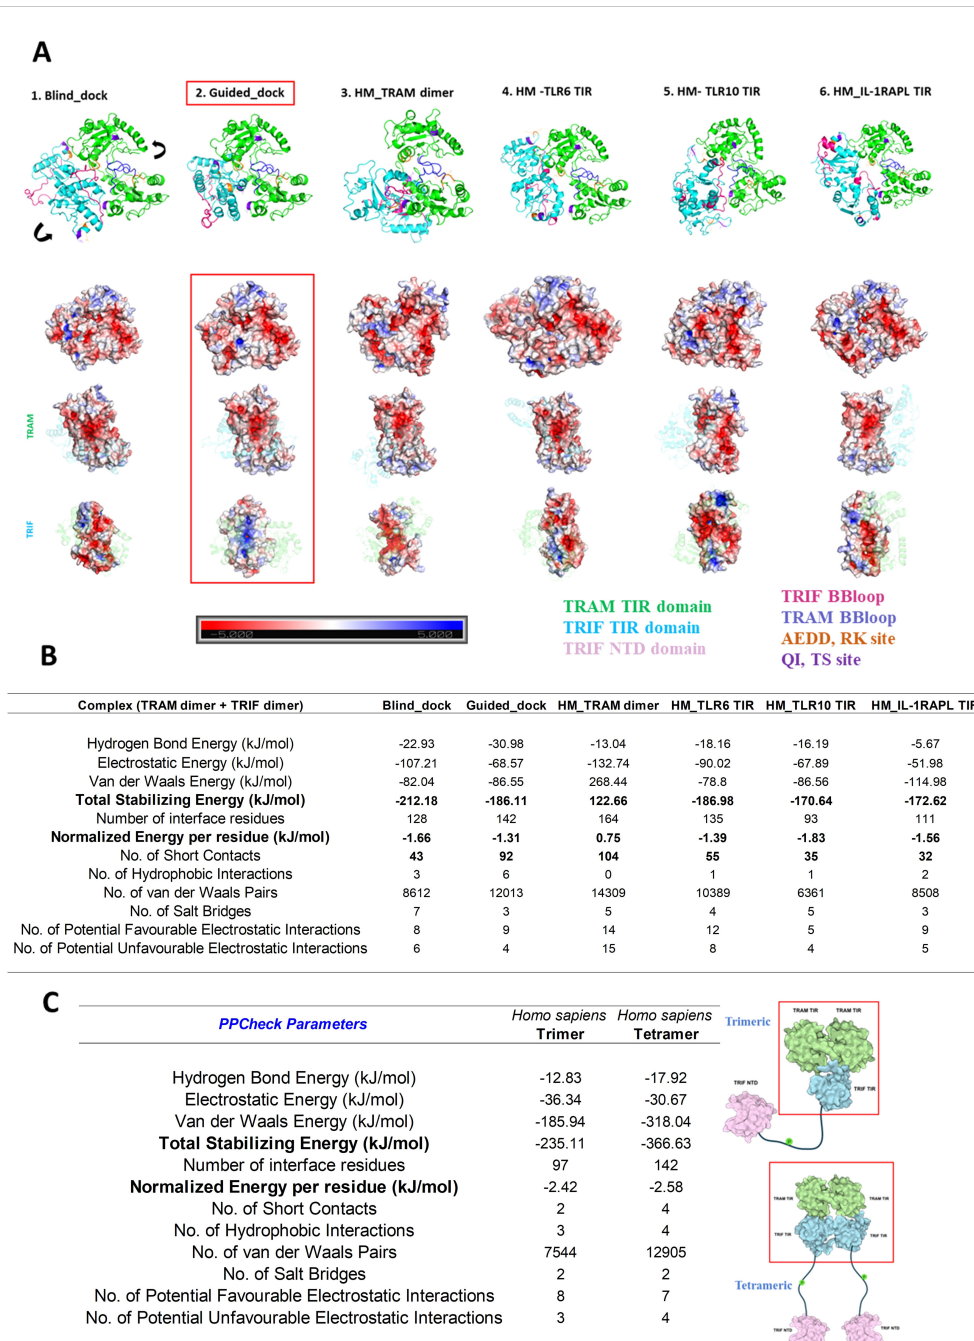 A
1. Blind_dock
2. Guided_dock
3. HM_TRAM dimer
4. HM -TLR6 TIR
5. HM- TLR10 TIR
6. HM_IL-1RAPL TIR
TRAM
TRIF
-5.000 5.000
TRAM TIR domain
TRIF TIR domain
TRIF NTD domain
TRIF BBloop
TRAM BBloop
AEDD, RK site
QI, TS site
B
Complex (TRAM dimer + TRIF dimer) Blind_dock Guided_dock HM_TRAM dimer HM_TLR6 TIR HM_TLR10 TIR HM_IL-1RAPL TIR
Hydrogen Bond Energy (kJ/mol) -22.93 -30.98 -13.04 -18.16 -16.19 -5.67
Electrostatic Energy (kJ/mol) -107.21 -68.57 -132.74 -90.02 -67.89 -51.98
Van der Waals Energy (kJ/mol) -82.04 -86.55 268.44 -78.8 -86.56 -114.98
Total Stabilizing Energy (kJ/mol) -212.18 -186.11 122.66 -186.98 -170.64 -172.62
Number of interface residues 128 142 164 135 93 111
Normalized Energy per residue (kJ/mol) -1.66 -1.31 0.75 -1.39 -1.83 -1.56
No. of Short Contacts 43 92 104 55 35 32
No. of Hydrophobic Interactions 3 6 0 1 1 2
No. of van der Waals Pairs 8612 12013 14309 10389 6361 8508
No. of Salt Bridges 7 3 5 4 5 3
No. of Potential Favourable Electrostatic Interactions 8 9 14 12 5 9
No. of Potential Unfavourable Electrostatic Interactions 6 4 15 8 4 5
C
PPCheck Parameters Homo sapiens Trimer Homo sapiens Tetramer
Hydrogen Bond Energy (kJ/mol) -12.83 -17.92
Electrostatic Energy (kJ/mol) -36.34 -30.67
Van der Waals Energy (kJ/mol) -185.94 -318.04
Total Stabilizing Energy (kJ/mol) -235.11 -366.63
Number of interface residues 97 142
Normalized Energy per residue (kJ/mol) -2.42 -2.58
No. of Short Contacts 2 4
No. of Hydrophobic Interactions 3 4
No. of van der Waals Pairs 7544 12905
No. of Salt Bridges 2 2
No. of Potential Favourable Electrostatic Interactions 8 7
No. of Potential Unfavourable Electrostatic Interactions 3 4
Trimeric
TRAM TIR TRAM TIR
TRIF TIR
TRIF NTD
TRAM TIR TRAM TIR
TRIF TIR TRIF TIR
Tetrameric
TRIF NTD TRIF NTD